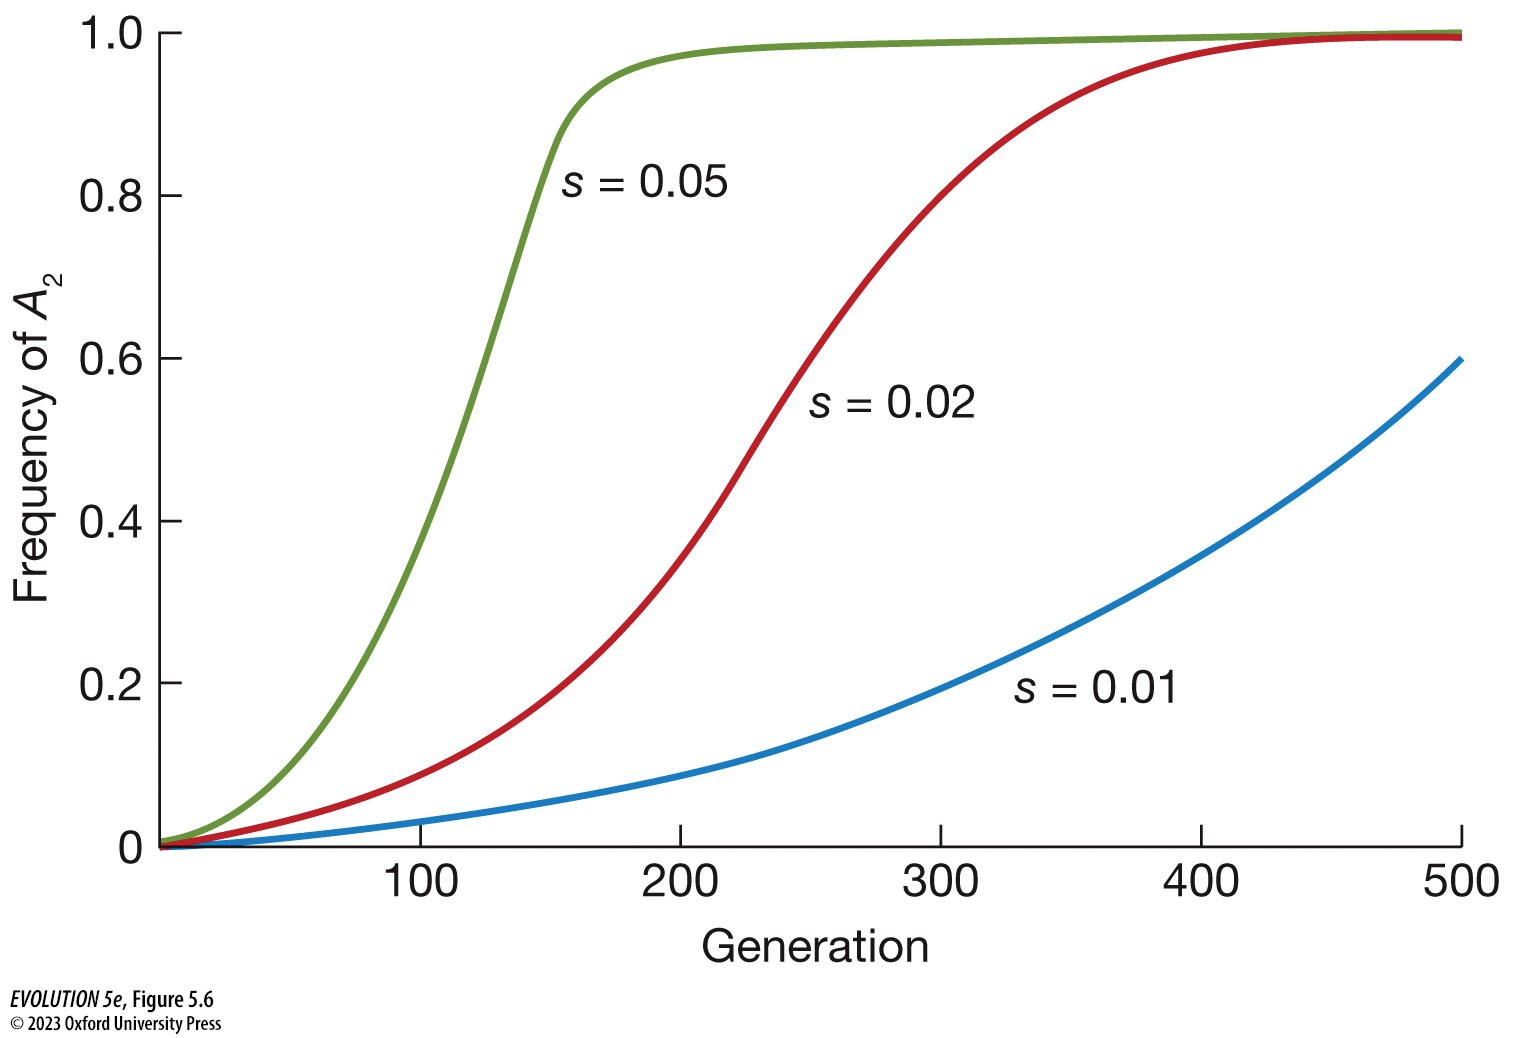 1.0
0.8
0.6
0.4
0.2
0
Frequency of A2
s = 0.05
s = 0.02
s = 0.01
100 200 300 400 500
Generation
EVOLUTION 5e, Figure 5.6
© 2023 Oxford University Press